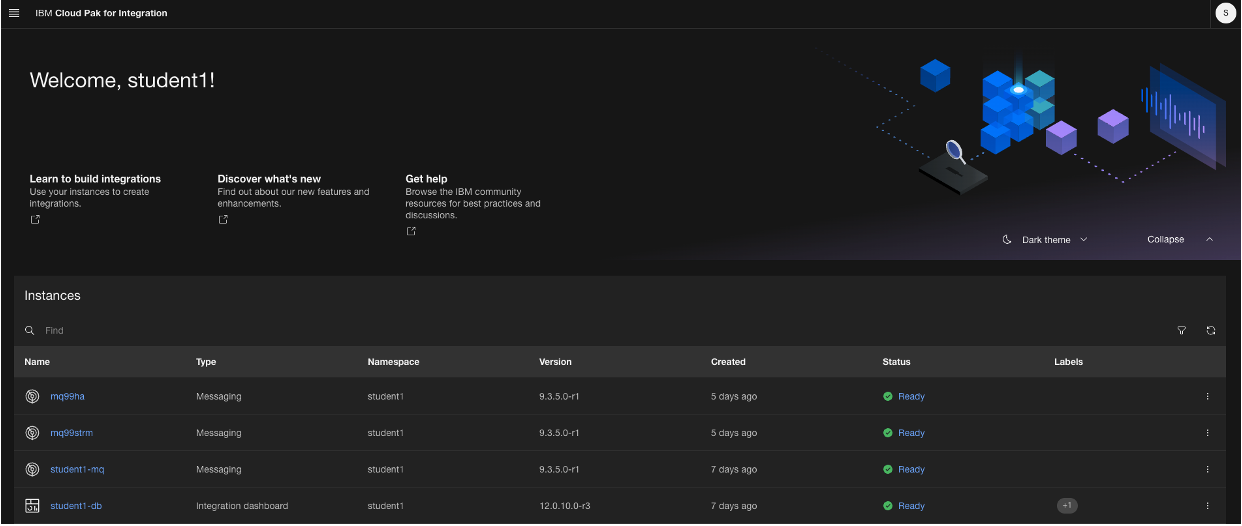 IBM Cloud Pak for Integration
S
Welcome, student1!
Learn to build integrations
Use your instances to create
integrations.
Discover what's new
Find out about our new features and
enhancements.
Get help
Browse the IBM community
resources for best practices and
discussions.
Dark theme
Collapse
Instances
Find
Name Type Namespace Version Created Status Labels
mq99ha Messaging student1 9.3.5.0-r1 5 days ago Ready
mq99strm Messaging student1 9.3.5.0-r1 5 days ago Ready
student1-mq Messaging student1 9.3.5.0-r1 7 days ago Ready
student1-db Integration dashboard student1 12.0.10.0-r3 7 days ago Ready +1